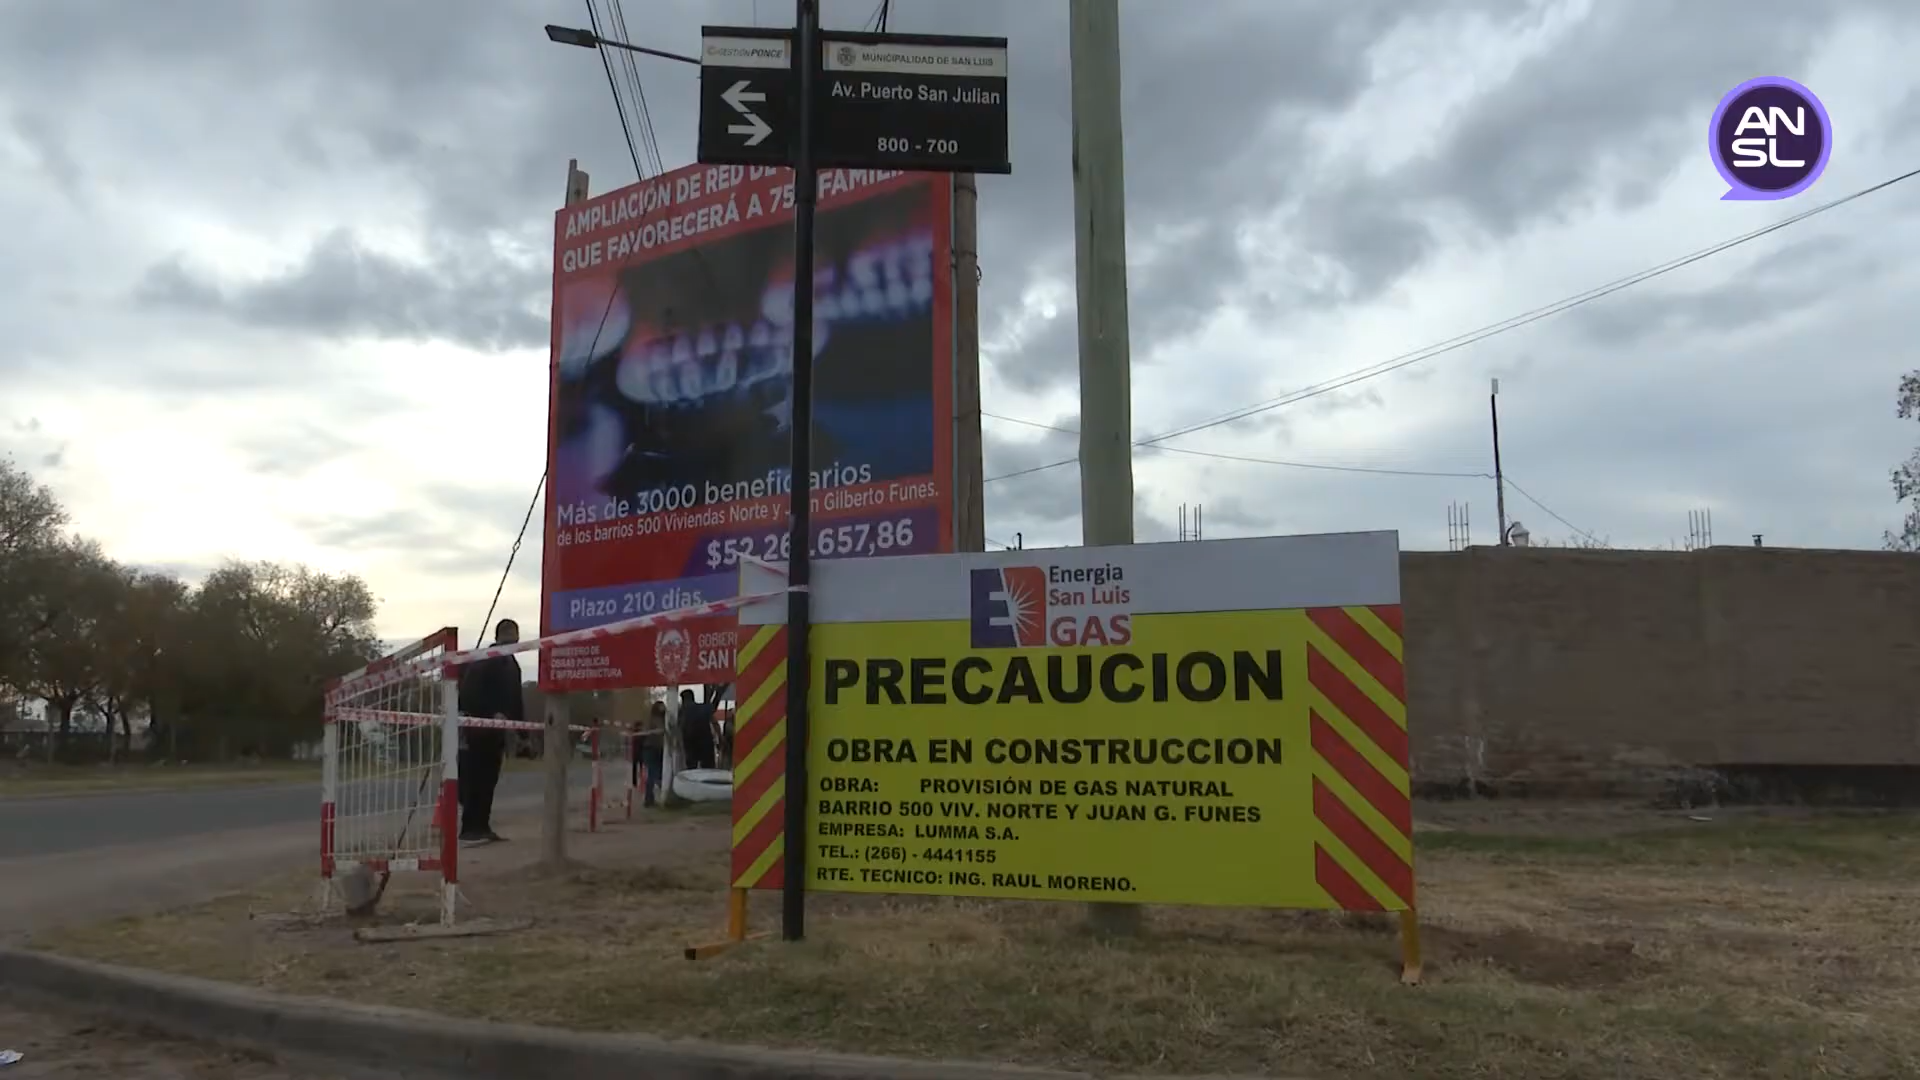 GESTIÓN PONCE
MUNICIPALIDAD DE SAN LUIS
Av. Puerto San Julian
800 - 700
AN
SL
AMPLIACIÓN DE RED DE
QUE FAVORECERÁ A
Más de 3000 beneficiarios
de los barrios 500 Viviendas Norte y Gilberto Funes.
Plazo 210 días.
MINISTERIO DE
OBRAS PÚBLICAS
E INFRAESTRUCTURA
SAN
Energia
San Luis
GAS
PRECAUCION
OBRA EN CONSTRUCCION
OBRA: PROVISIÓN DE GAS NATURAL
BARRIO 500 VIV. NORTE Y JUAN G. FUNES
EMPRESA: LUMMA S.A.
TEL.: (266) - 4441155
RTE. TECNICO: ING. RAUL MORENO.